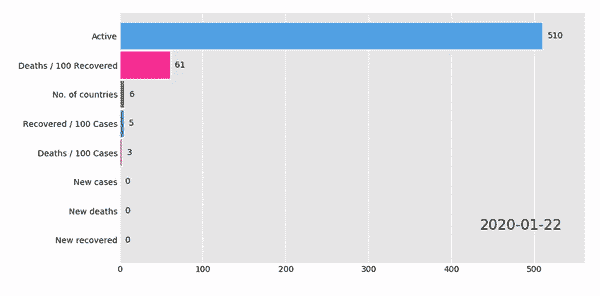 Active 510
Deaths / 100 Recovered 61
No. of countries 6
Recovered / 100 Cases 5
Deaths / 100 Cases 3
New cases 0
New deaths 0
2020-01-22
New recovered 0
0 100 200 300 400 500